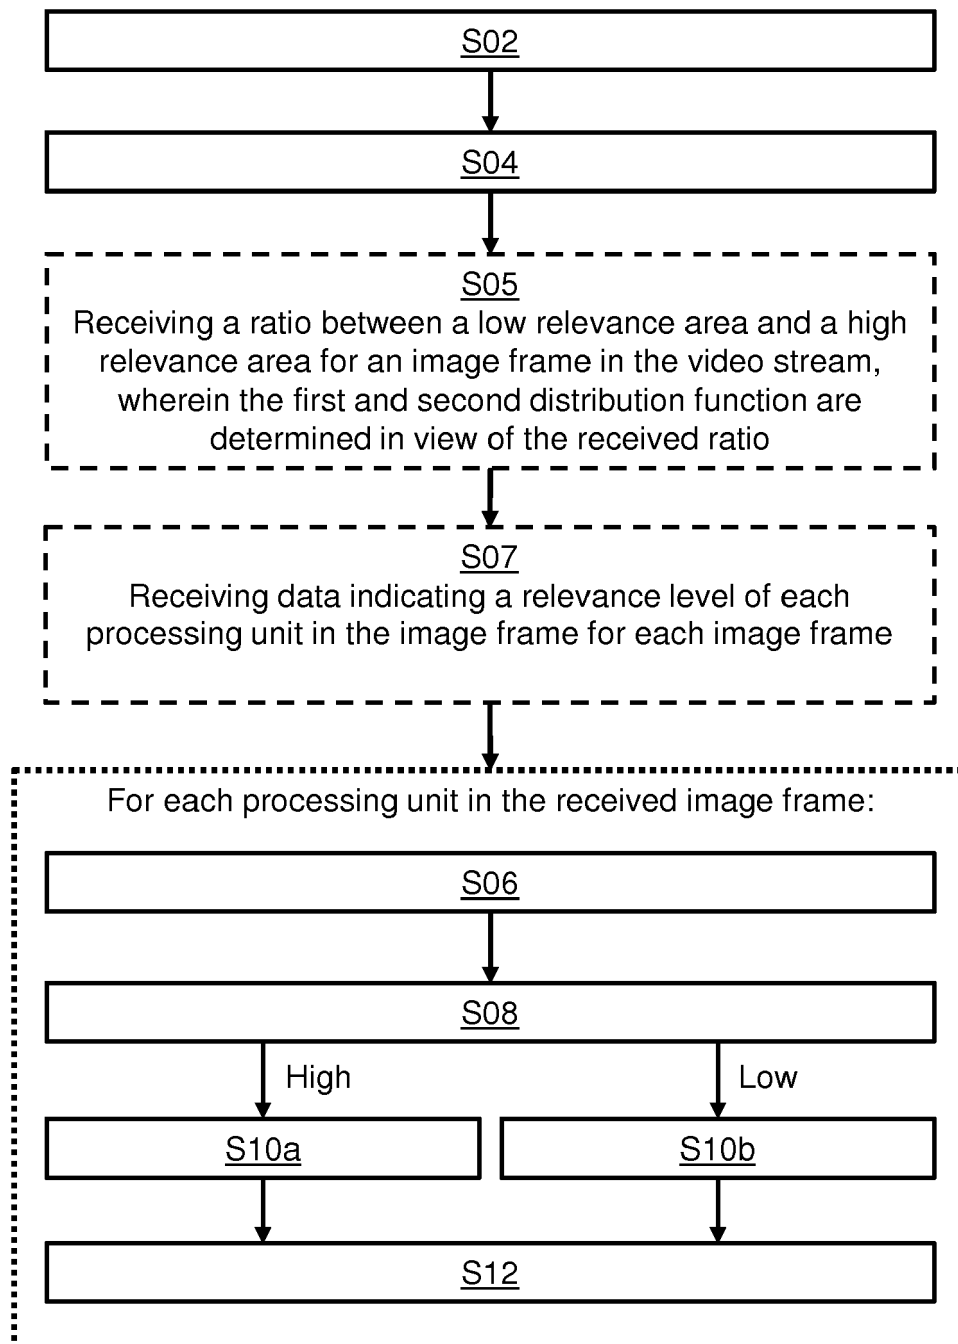 S02
S04
S05
Receiving a ratio between a low relevance area and a high
relevance area for an image frame in the video stream,
wherein the first and second distribution function are
determined in view of the received ratio
S07
Receiving data indicating a relevance level of each
processing unit in the image frame for each image frame
For each processing unit in the received image frame:
S06
S08
High
Low
S10a
S10b
S12